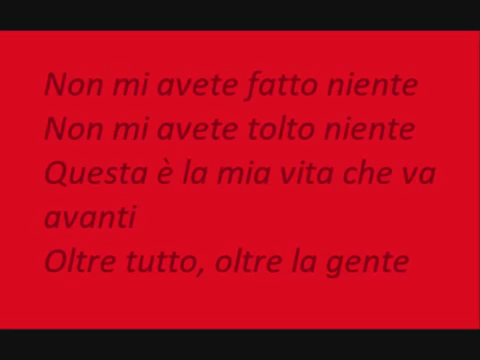 Non mi avete fatto niente
Non mi avete tolto niente
Questa è la mia vita che va
avanti
Oltre tutto, oltre la gente